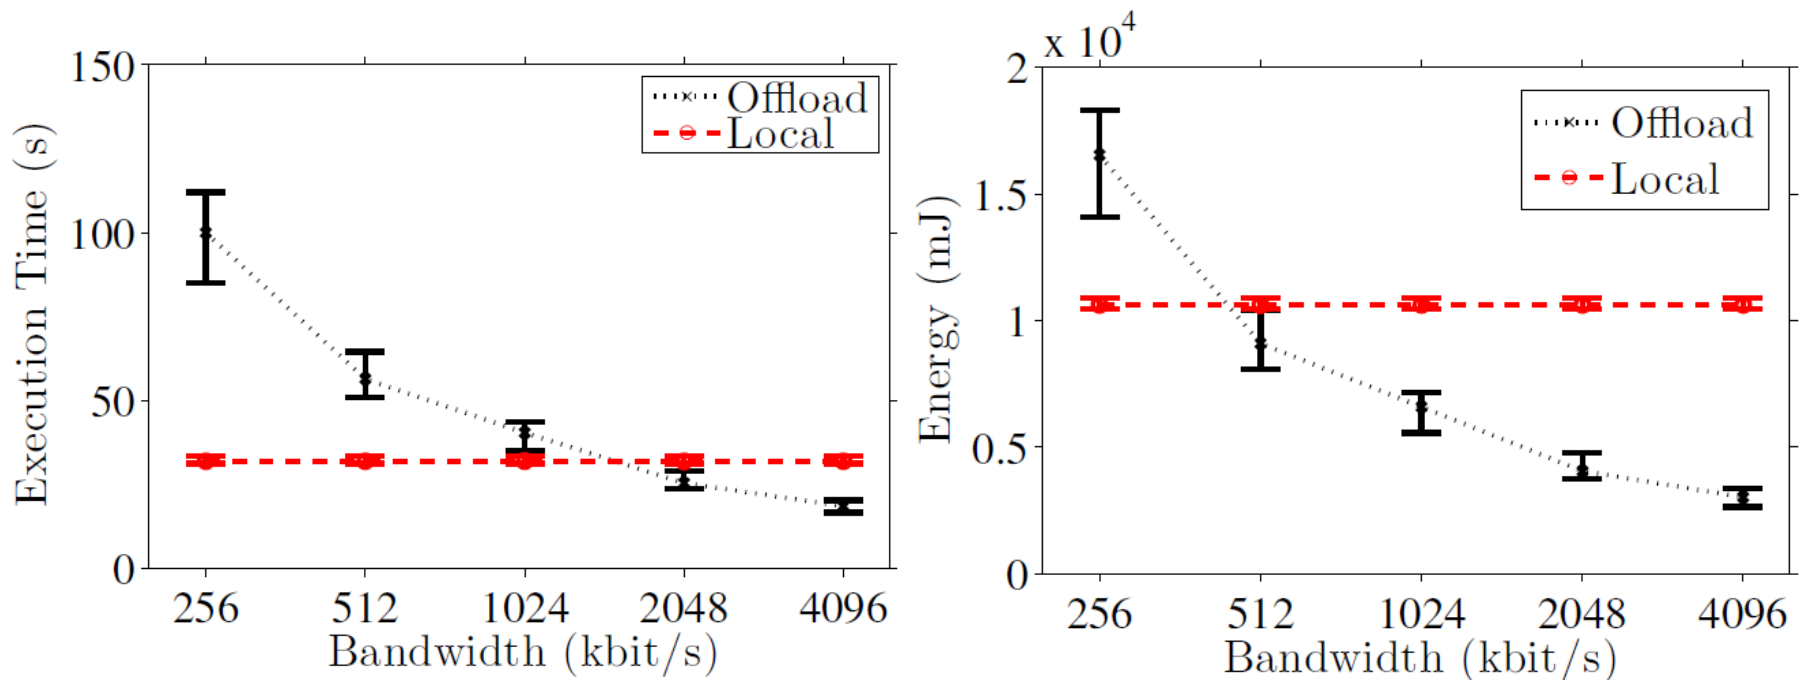 150
100
50
0
Execution Time (s)
Offload
Local
256 512 1024 2048 4096
Bandwidth (kbit/s)
x 10^4
2
1.5
1
0.5
0
Energy (mJ)
Offload
Local
256 512 1024 2048 4096
Bandwidth (kbit/s)